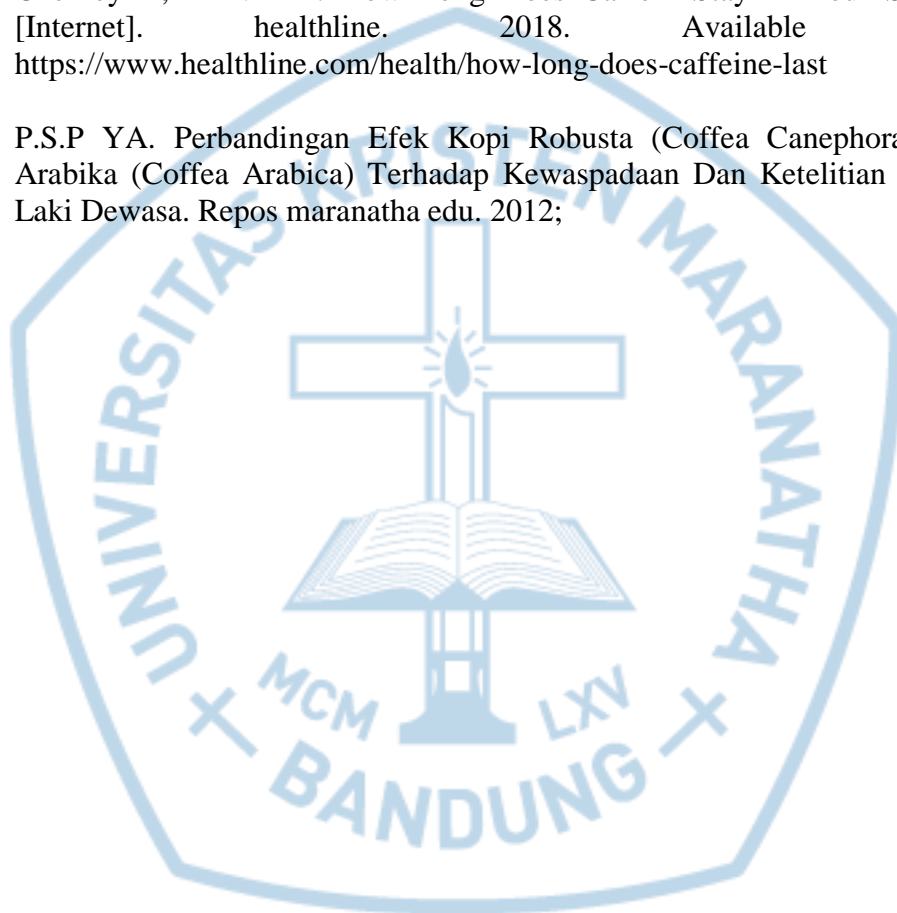 [Internet]. healthline. 2018. Available
https://www.healthline.com/health/how-long-does-caffeine-last
P.S.P YA. Perbandingan Efek Kopi Robusta (Coffea Canephora
Arabika (Coffea Arabica) Terhadap Kewaspadaan Dan Ketelitian
Laki Dewasa. Repos maranatha edu. 2012;
UNIVERSITAS KRISTEN MARANATHA
MCM LXV
BANDUNG